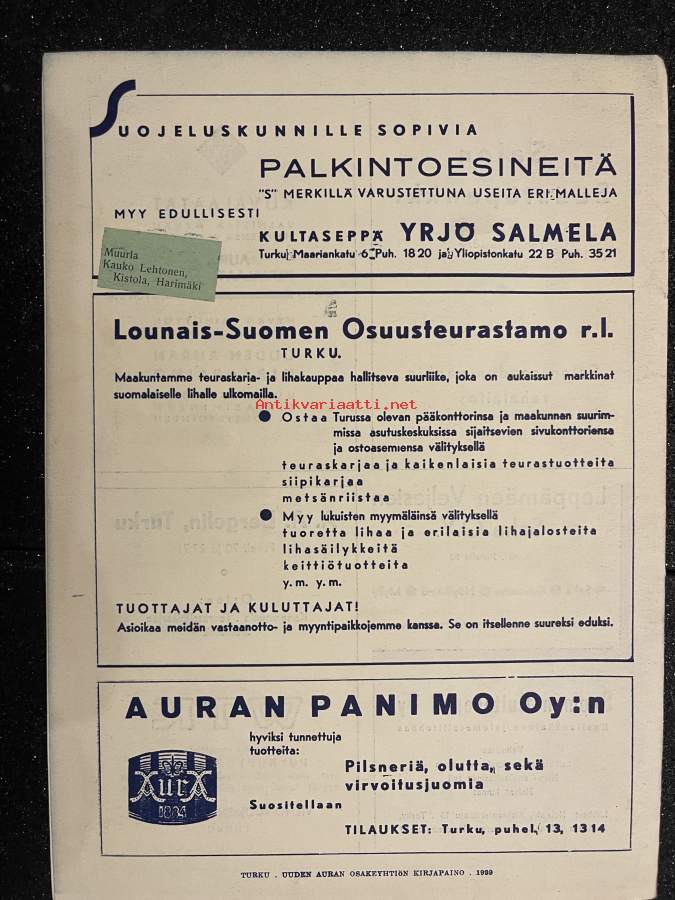 SUOJELUSKUNNILLE SOPIVIA
PALKINTOESINEITÄ
"S" MERKILLÄ VARUSTETTUNA USEITA ERI MALLEJA
MYY EDULLISESTI
KULTASEPPÄ YRJÖ SALMELA
Turku, Maariankatu 6, Puh. 1820 ja Yliopistonkatu 22 B Puh. 3521
Muurla
Kauko Lehtonen,
Kistola, Harimäki
Lounais-Suomen Osuusteurastamo r.l.
TURKU.
Maakuntamme teuraskarja- ja lihakauppaa hallitseva suurliike, joka on aukaissut markkinat
suomalaiselle lihalle ulkomailla.
Antikvariaatti.net
● Ostaa Turussa olevan pääkonttorinsa ja maakunnan suurim-
missa asutuskeskuksissa sijaitsevien sivukonttoriensa
ja ostoasemiensa välityksellä
teuraskarjaa ja kaikenlaisia teurastuotteita
siipikarjaa
metsänriistaa
● Myy lukuisten myymäläinsä välityksellä
tuoretta lihaa ja erilaisia lihajalosteita
lihasäilykkeitä
keittiötuotteita
y.m. y.m.
TUOTTAJAT JA KULUTTAJAT!
Asioikaa meidän vastaanotto- ja myyntipaikkojemme kanssa. Se on itsellenne suureksi eduksi.
AURAN PANIMO Oy:n
hyviksi tunnettuja
tuotteita:
Pilsneriä, olutta, sekä
virvoitusjuomia
AurA
1884
Suositellaan
TILAUKSET: Turku, puhel. 13, 1314
TURKU . UUDEN AURAN OSAKEYHTIÖN KIRJAPAINO . 1939